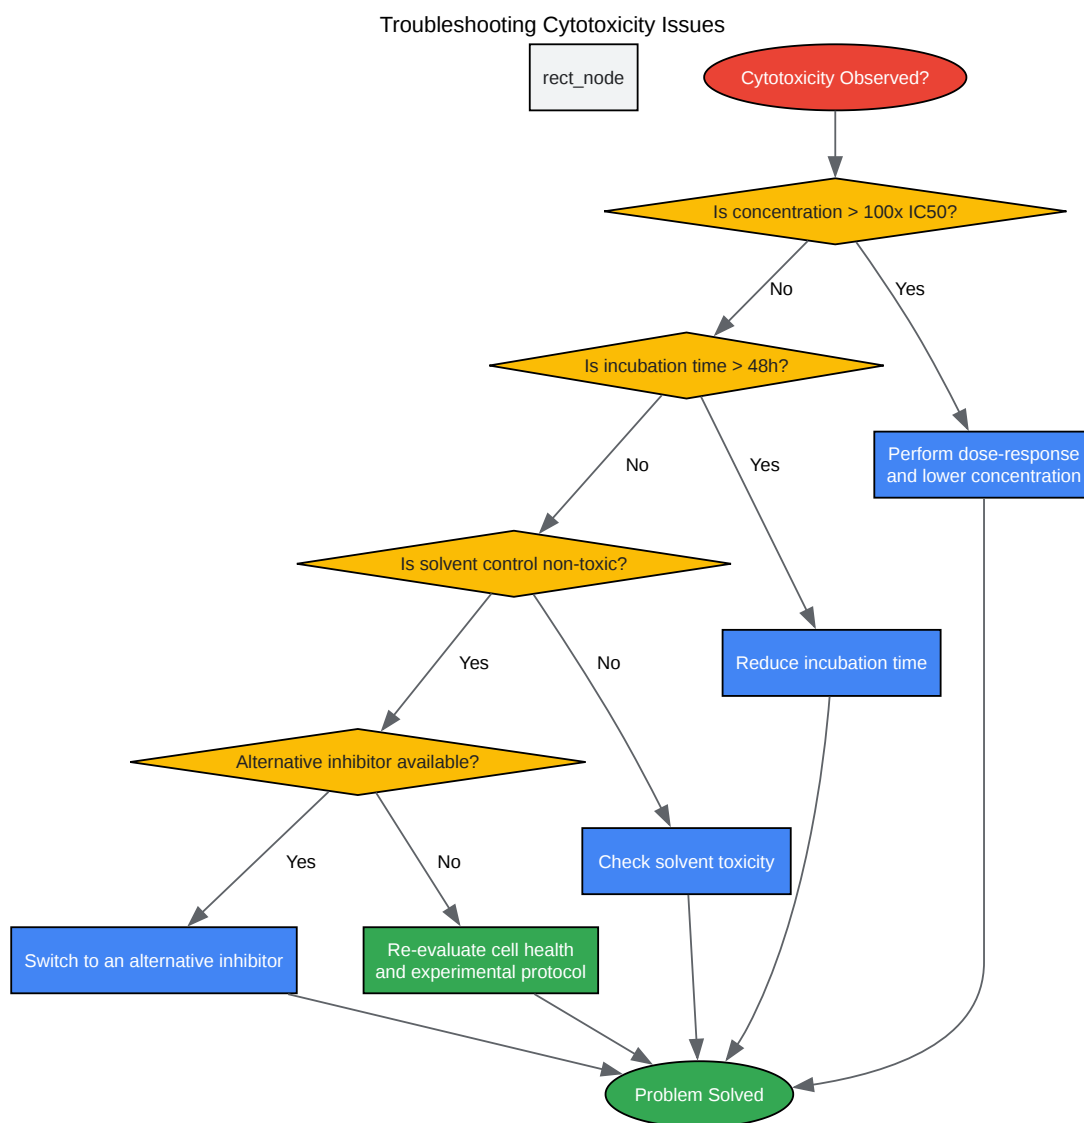 Troubleshooting Cytotoxicity Issues
rect_node
Cytotoxicity Observed?
Is concentration > 100x IC50?
No
Yes
Is incubation time > 48h?
Perform dose-response
and lower concentration
No
Yes
Is solvent control non-toxic?
Yes
No
Reduce incubation time
Alternative inhibitor available?
Yes
No
Check solvent toxicity
Switch to an alternative inhibitor
Re-evaluate cell health
and experimental protocol
Problem Solved